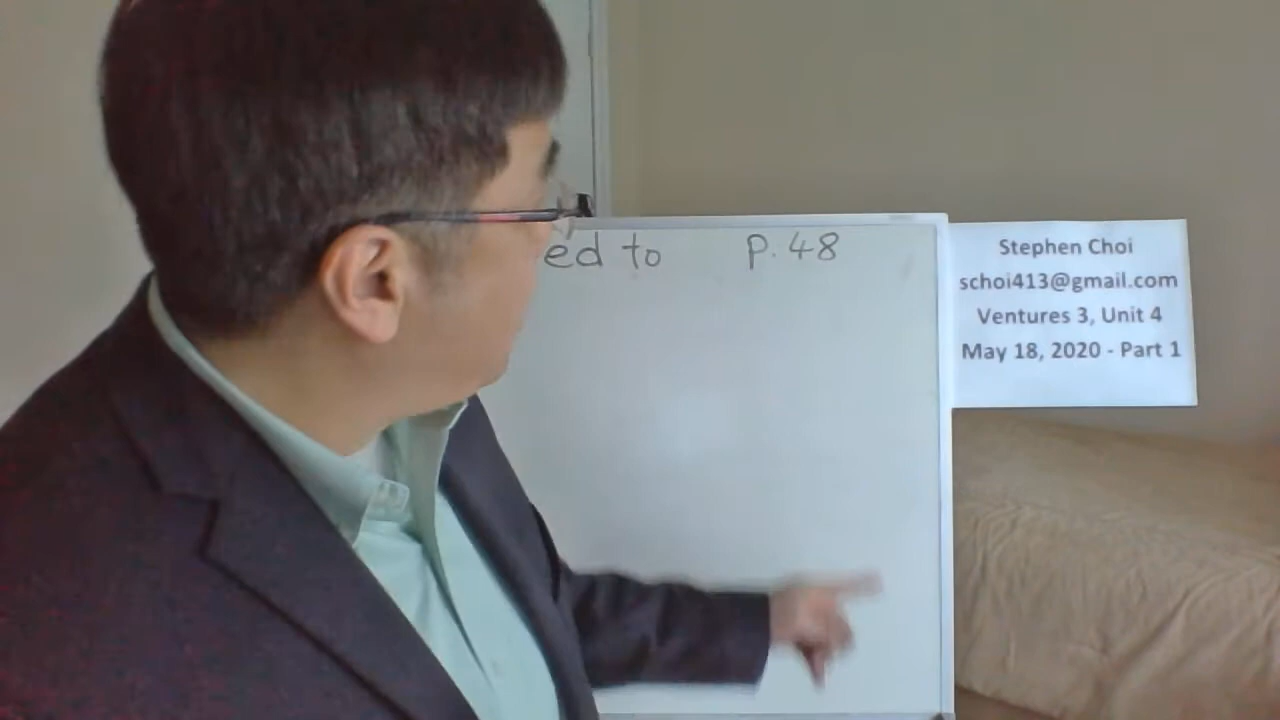 ed to p.48
Stephen Choi
schoi413@gmail.com
Ventures 3, Unit 4
May 18, 2020 - Part 1